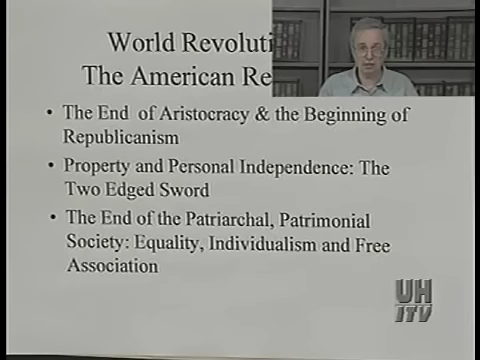 World Revoluti
The American Re
• The End of Aristocracy & the Beginning of
Republicanism
• Property and Personal Independence: The
Two Edged Sword
• The End of the Patriarchal, Patrimonial
Society: Equality, Individualism and Free
Association
UH
ITV